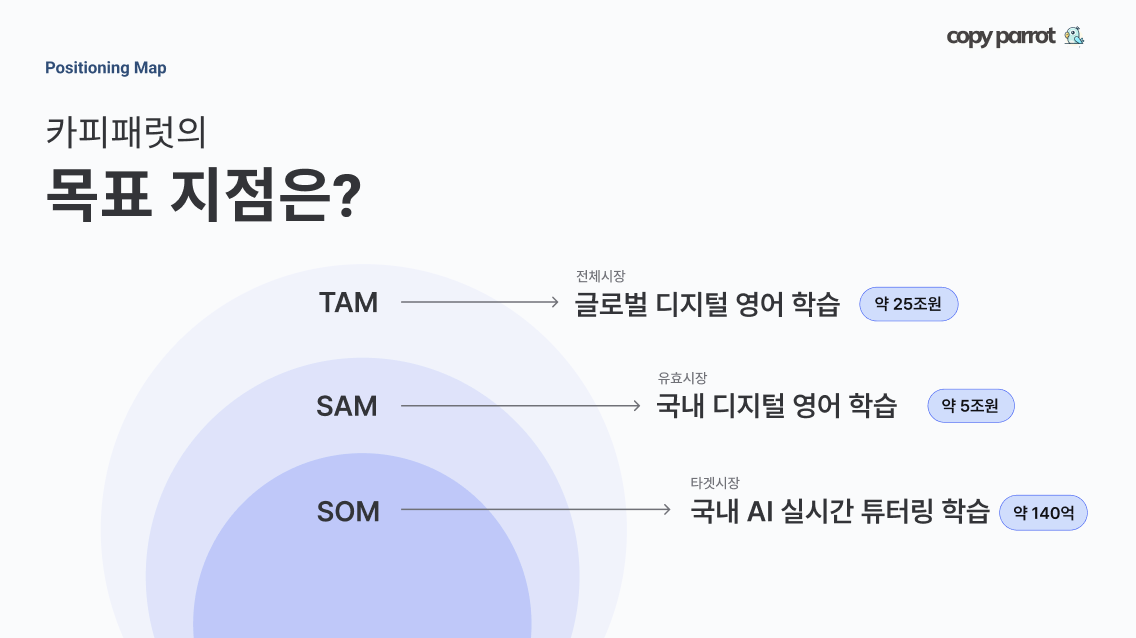 copy parrot
Positioning Map
카피패럿의
목표 지점은?
전체시장
TAM 글로벌 디지털 영어 학습 약 25조원
유효시장
SAM 국내 디지털 영어 학습 약 5조원
타겟시장
SOM 국내 AI 실시간 튜터링 학습 약 140억